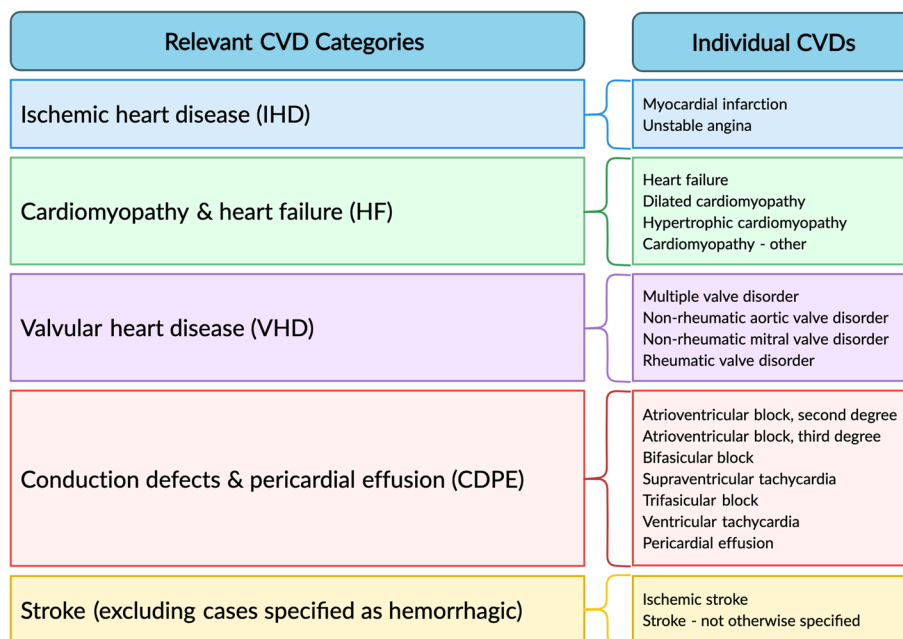 Relevant CVD Categories
Individual CVDs
Ischemic heart disease (IHD)
Myocardial infarction
Unstable angina
Cardiomyopathy & heart failure (HF)
Heart failure
Dilated cardiomyopathy
Hypertrophic cardiomyopathy
Cardiomyopathy - other
Valvular heart disease (VHD)
Multiple valve disorder
Non-rheumatic aortic valve disorder
Non-rheumatic mitral valve disorder
Rheumatic valve disorder
Conduction defects & pericardial effusion (CDPE)
Atrioventricular block, second degree
Atrioventricular block, third degree
Bifasicular block
Supraventricular tachycardia
Trifasicular block
Ventricular tachycardia
Pericardial effusion
Stroke (excluding cases specified as hemorrhagic)
Ischemic stroke
Stroke - not otherwise specified